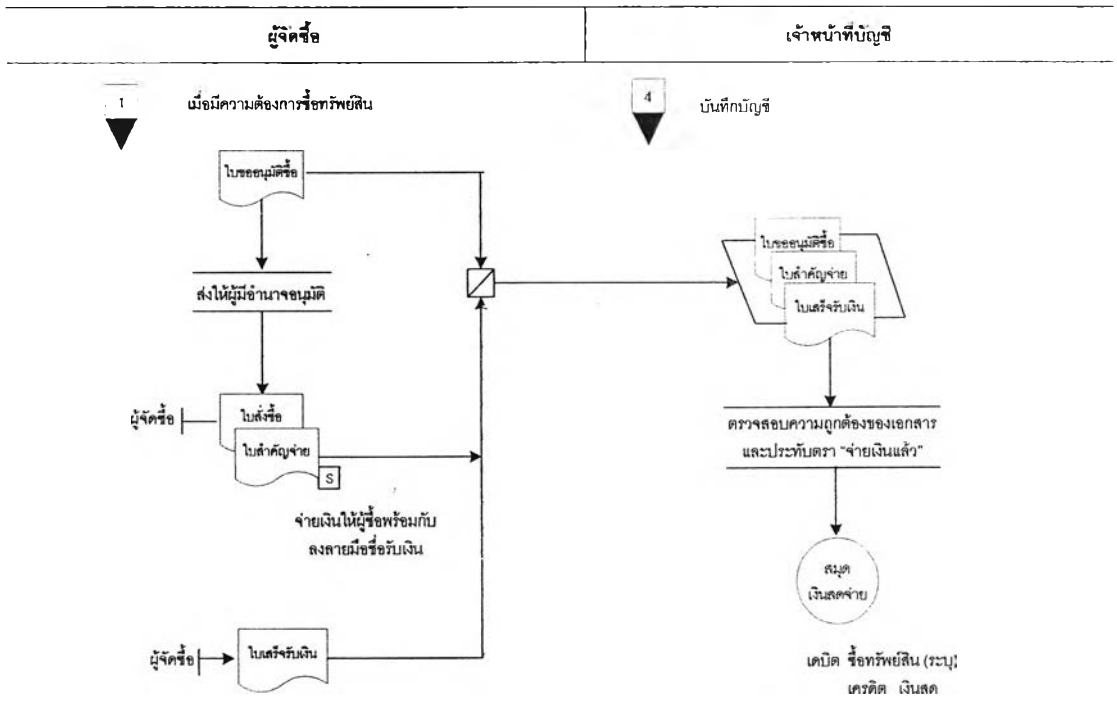 ผู้จัดซื้อ
เจ้าหน้าที่บัญชี
1
เมื่อมีความต้องการซื้อทรัพย์สิน
4
บันทึกบัญชี
ใบขออนุมัติซื้อ
ส่งให้ผู้มีอำนาจอนุมัติ
ผู้จัดซื้อ
ใบสั่งซื้อ
ใบสำคัญจ่าย
S
จ่ายเงินให้ผู้ซื้อพร้อมกับ
ลงลายมือชื่อรับเงิน
ผู้จัดซื้อ
ใบเสร็จรับเงิน
ใบขออนุมัติซื้อ
ใบสำคัญจ่าย
ใบเสร็จรับเงิน
ตรวจสอบความถูกต้องของเอกสาร
และประทับตรา "จ่ายเงินแล้ว"
สมุด
เงินสดจ่าย
เดบิต ซื้อทรัพย์สิน (ระบุ)
เครดิต เงินสด